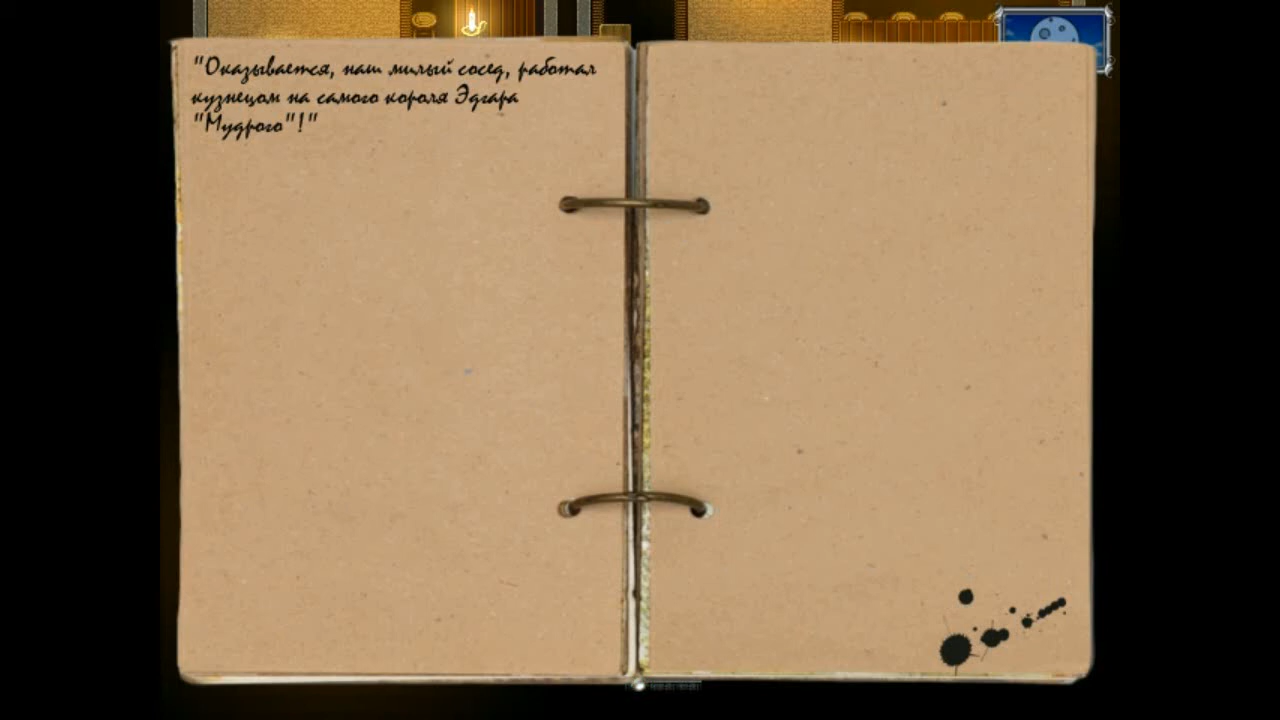 "Оказывается, наш милый сосед, работал
кузнецом на самого короля Эдгара
"Мудрого"!"